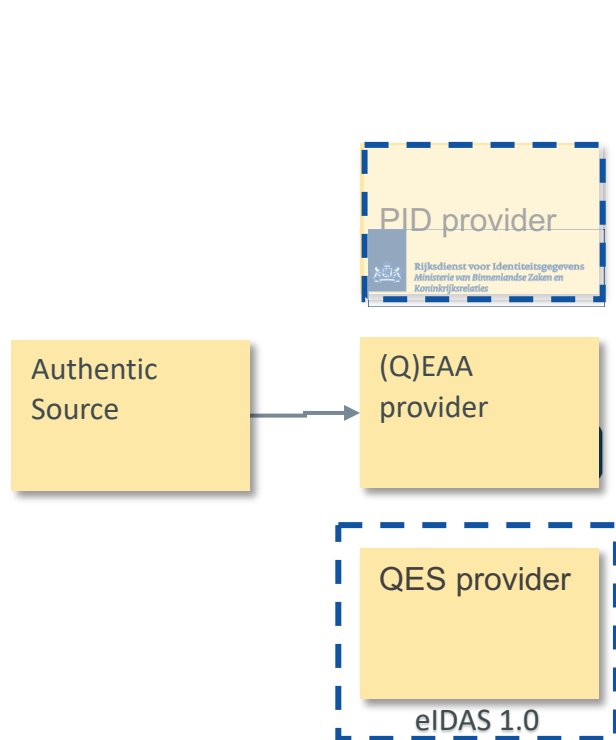 PID provider
Rijksdienst voor Identiteitsgegevens
Ministerie van Binnenlandse Zaken en
Koninkrijksrelaties
Authentic
Source
(Q)EAA
provider
QES provider
eIDAS 1.0